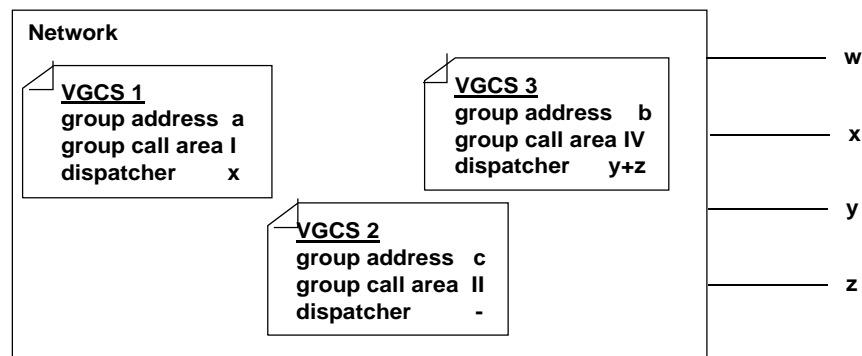 Network
VGCS 1
group address a
group call area I
dispatcher x
VGCS 3
group address b
group call area IV
dispatcher y+z
VGCS 2
group address c
group call area II
dispatcher -
w
x
y
z